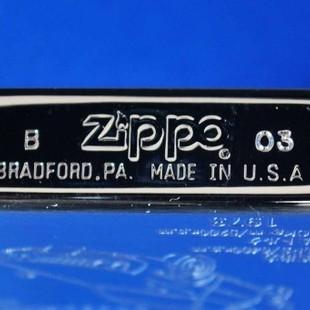 B Zippo 03
BRADFORD, PA. MADE IN U.S.A